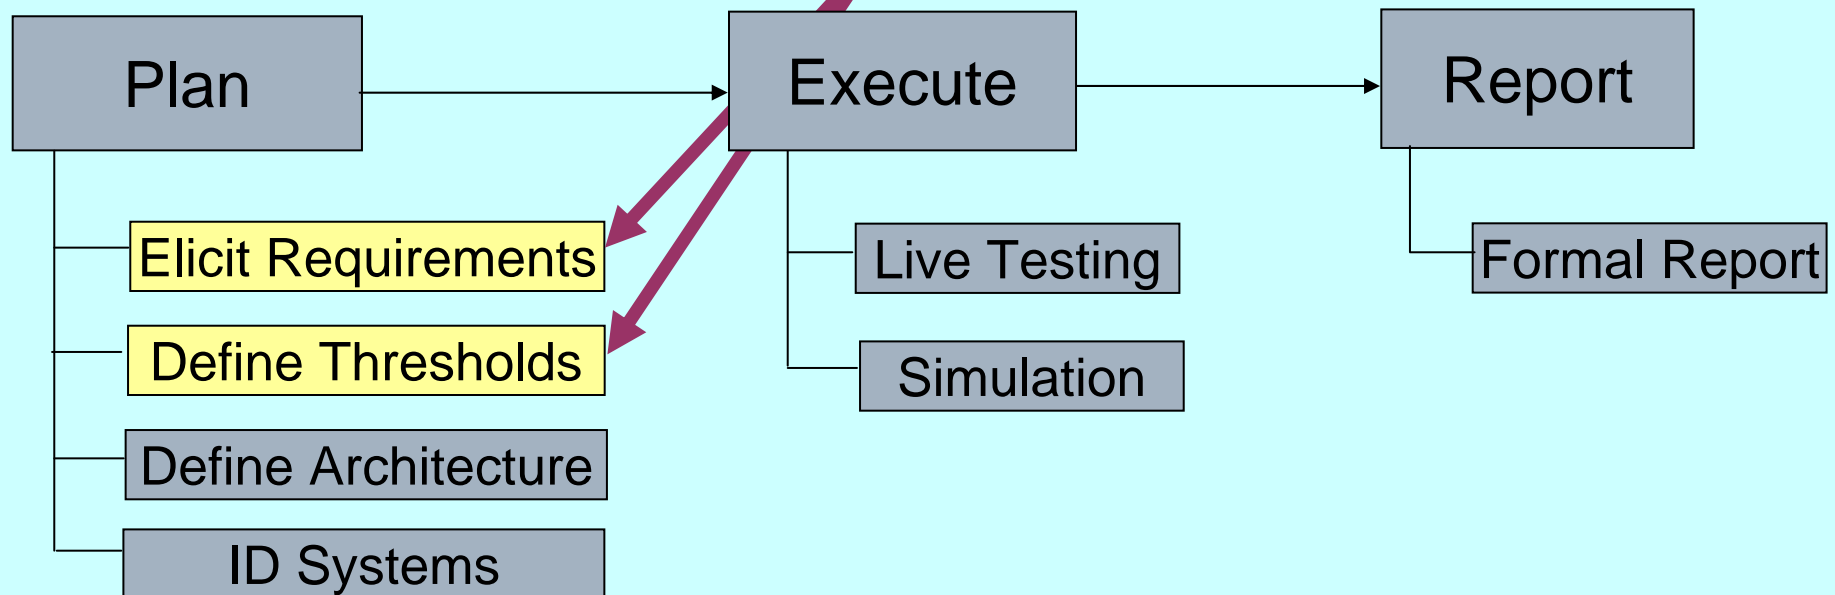 Plan
Execute
Report
Elicit Requirements
Define Thresholds
Define Architecture
ID Systems
Live Testing
Simulation
Formal Report